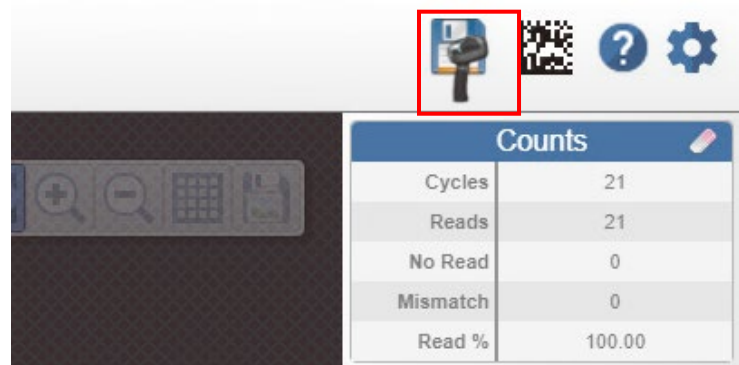 ?
Counts
Cycles 21
Reads 21
No Read 0
Mismatch 0
Read % 100.00